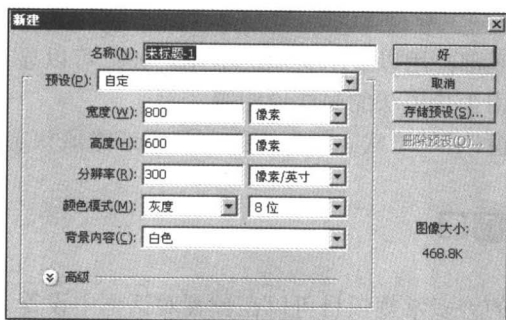 新建
名称(N): 未标题-1
好
预设(P): 自定
取消
宽度(W): 800 像素
存储预设(S)...
高度(H): 600 像素
删除预设(D)...
分辨率(R): 300 像素/英寸
颜色模式(M): 灰度 8 位
图像大小:
背景内容(C): 白色
468.8K
高级